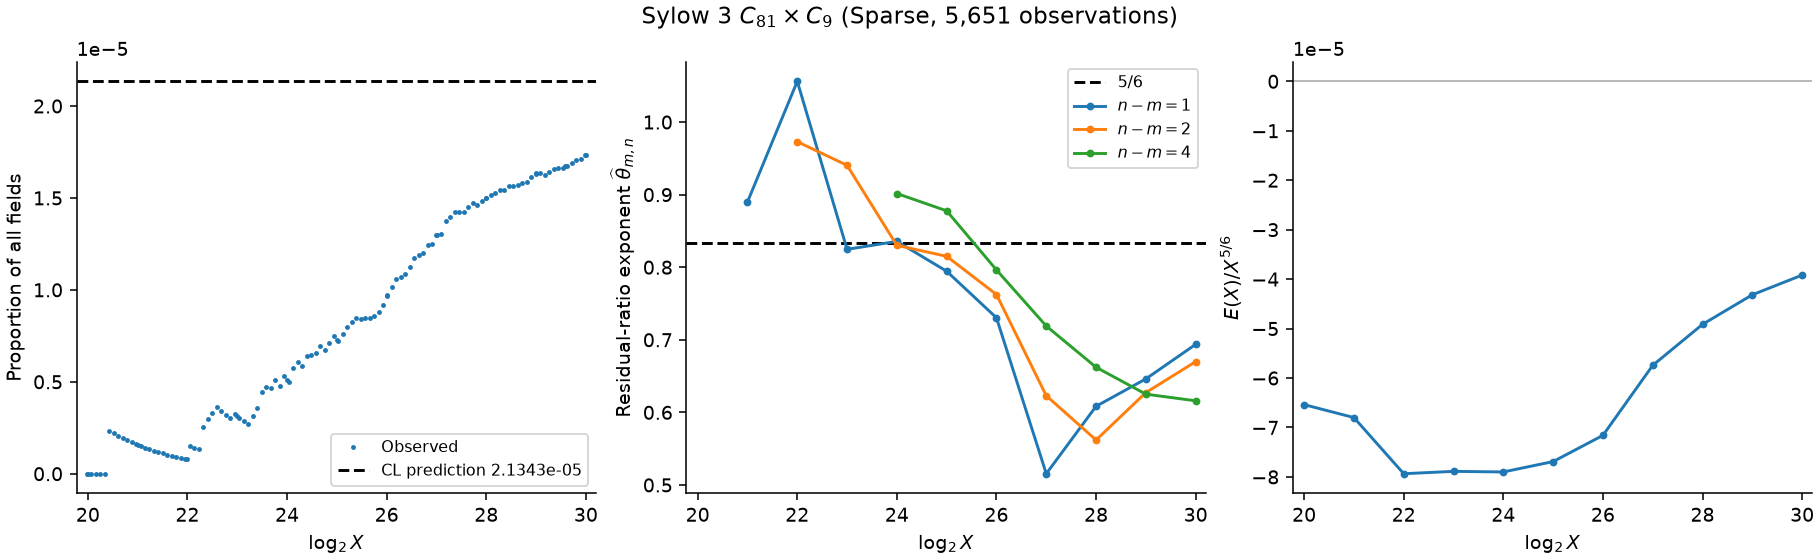 Sylow 3 C₈₁ × C₉ (Sparse, 5,651 observations)
1e−5
Proportion of all fields
2.0
1.5
1.0
0.5
0.0
Observed
CL prediction 2.1343e-05
20 22 24 26 28 30
log₂ X
Residual-ratio exponent θ̂ₘ,ₙ
1.0
0.9
0.8
0.7
0.6
0.5
5/6
n − m = 1
n − m = 2
n − m = 4
20 22 24 26 28 30
log₂ X
1e−5
E(X)/X^{5/6}
0
−1
−2
−3
−4
−5
−6
−7
−8
20 22 24 26 28 30
log₂ X